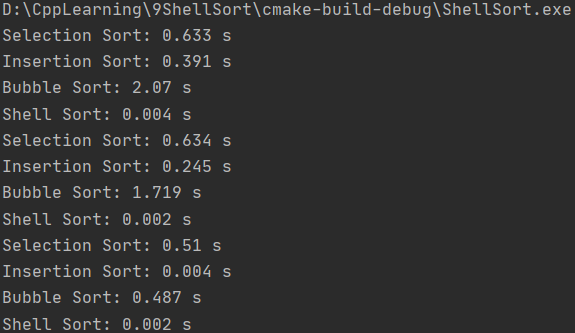 D:\CppLearning\9ShellSort\cmake-build-debug\ShellSort.exe
Selection Sort: 0.633 s
Insertion Sort: 0.391 s
Bubble Sort: 2.07 s
Shell Sort: 0.004 s
Selection Sort: 0.634 s
Insertion Sort: 0.245 s
Bubble Sort: 1.719 s
Shell Sort: 0.002 s
Selection Sort: 0.51 s
Insertion Sort: 0.004 s
Bubble Sort: 0.487 s
Shell Sort: 0.002 s